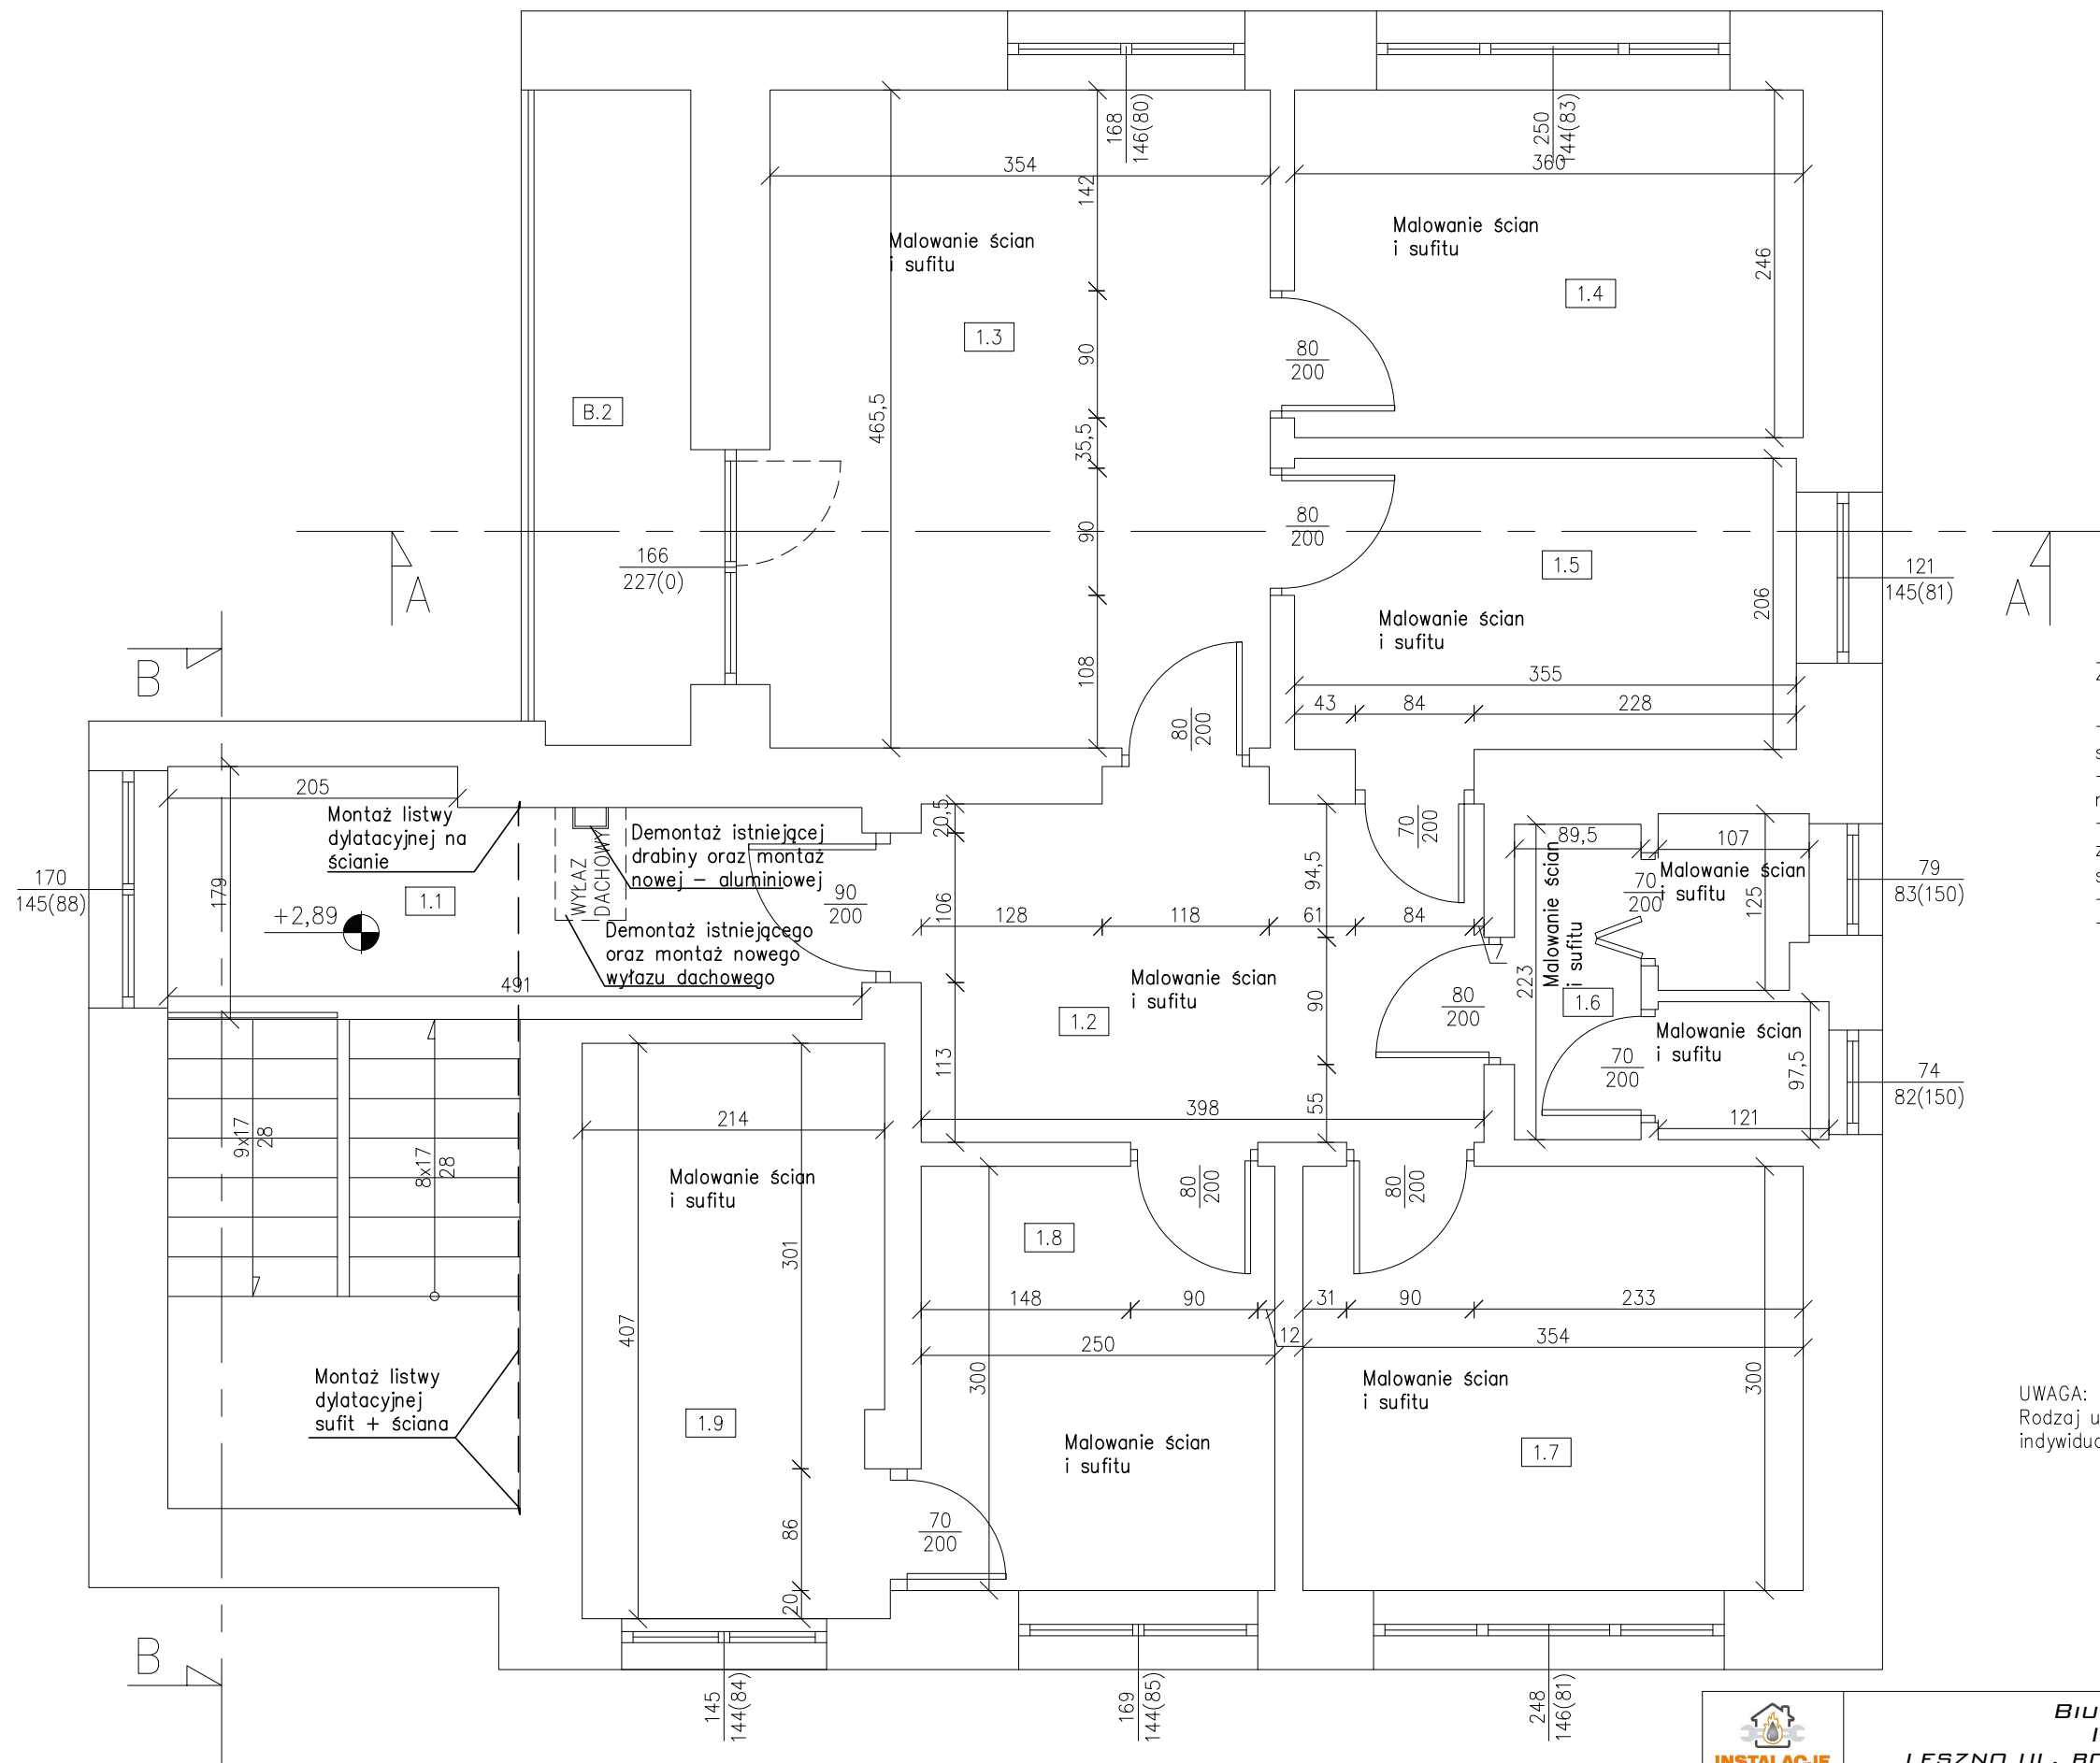 168
146(80)
250
144(83)
354
142
360
Malowanie ścian
i sufitu
Malowanie ścian
i sufitu
246
1.4
1.3
90
80
200
B.2
465,5
35,5
80
200
90
166
227(0)
1.5
121
145(81)
A
A
206
Malowanie ścian
i sufitu
B
108
355
43
84
228
80
200
205
Montaż listwy
dylatacyjnej na
ścianie
WYŁAZ
DACHOWY
Demontaż istniejącej
drabiny oraz montaż
nowej – aluminiowej
20,5
70
200
94,5
89,5
107
Malowanie ścian
i sufitu
Malowanie ścian
i sufitu
70
200
125
79
83(150)
170
145(88)
179
1.1
+2,89
90
200
106
128
118
61
84
7
Demontaż istniejącego
oraz montaż nowego
wyłazu dachowego
491
Malowanie ścian
i sufitu
223
90
80
200
1.6
1.2
Malowanie ścian
i sufitu
113
70
200
97,5
74
82(150)
55
398
121
214
9x17
28
8x17
28
Malowanie ścian
i sufitu
80
200
80
200
1.8
301
148
90
31
90
233
407
12
250
354
300
300
Montaż listwy
dylatacyjnej
sufit + ściana
Malowanie ścian
i sufitu
UWAGA:
Rodzaj u
indywidu
1.9
Malowanie ścian
i sufitu
1.7
86
70
200
20
B
145
144(84)
169
144(85)
248
146(81)
INSTALACJE
BIU
I
LESZNO UL.